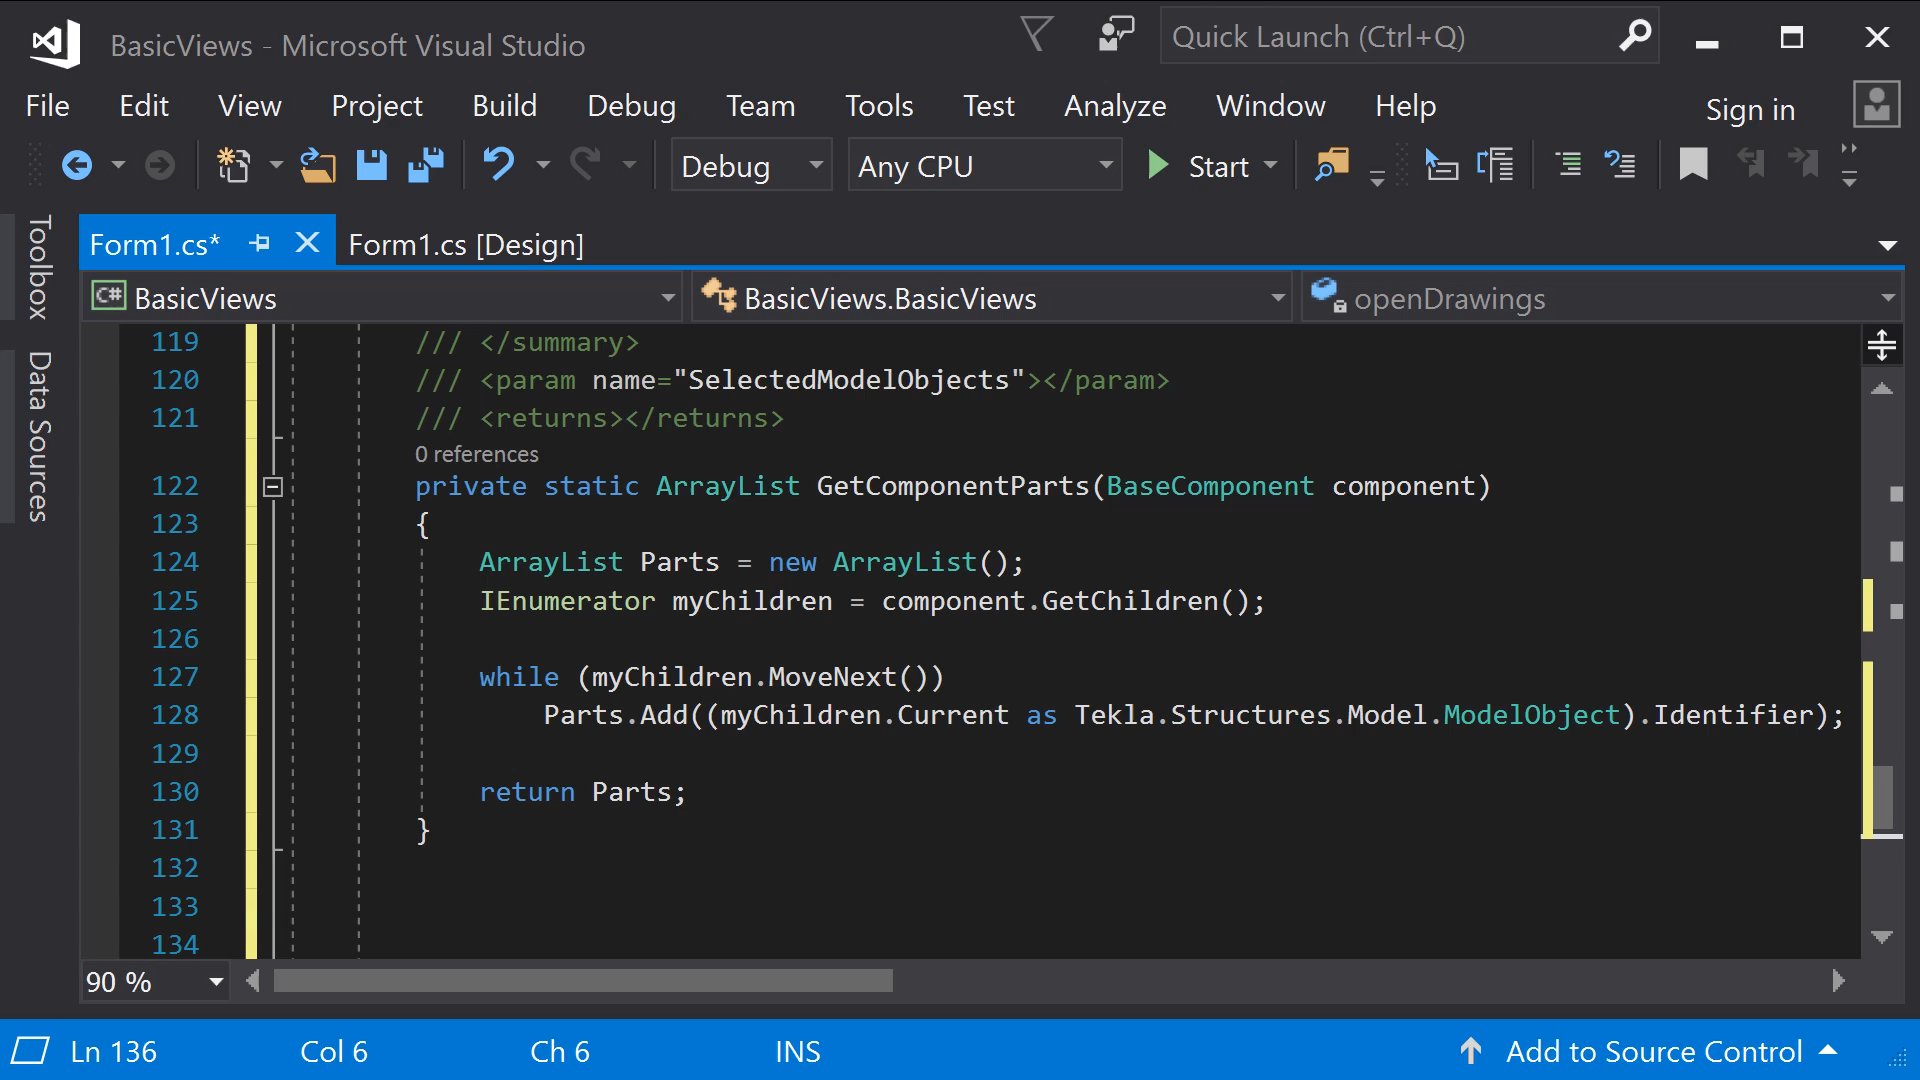 BasicViews - Microsoft Visual Studio
Quick Launch (Ctrl+Q)
File Edit View Project Build Debug Team Tools Test Analyze Window Help
Sign in
Debug Any CPU Start
Toolbox
Data Sources
Form1.cs* Form1.cs [Design]
C# BasicViews BasicViews.BasicViews openDrawings
119 /// </summary>
120 /// <param name="SelectedModelObjects"></param>
121 /// <returns></returns>
0 references
122 private static ArrayList GetComponentParts(BaseComponent component)
123 {
124 ArrayList Parts = new ArrayList();
125 IEnumerator myChildren = component.GetChildren();
126
127 while (myChildren.MoveNext())
128 Parts.Add((myChildren.Current as Tekla.Structures.Model.ModelObject).Identifier);
129
130 return Parts;
131 }
132
133
134
90 %
Ln 136 Col 6 Ch 6 INS Add to Source Control